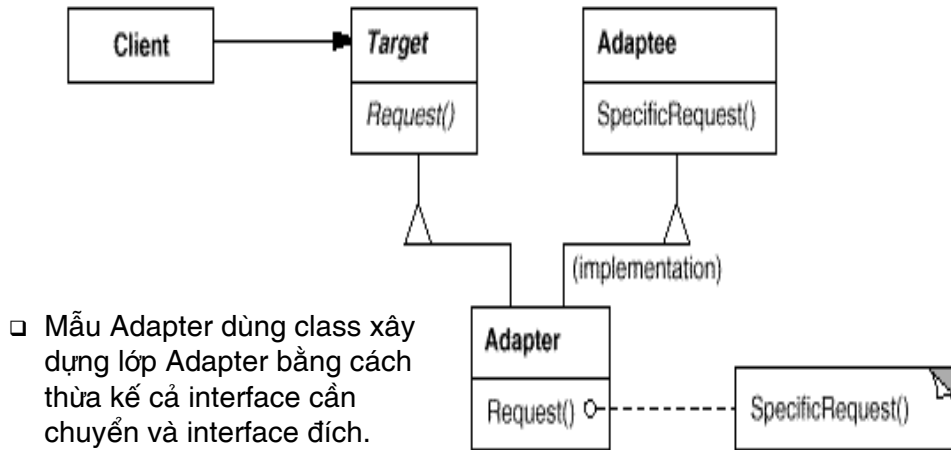 Client
Target
Request()
Adaptee
SpecificRequest()
(implementation)
❑ Mẫu Adapter dùng class xây
dựng lớp Adapter bằng cách
thừa kế cả interface cần
chuyển và interface đích.
Adapter
Request()
SpecificRequest()